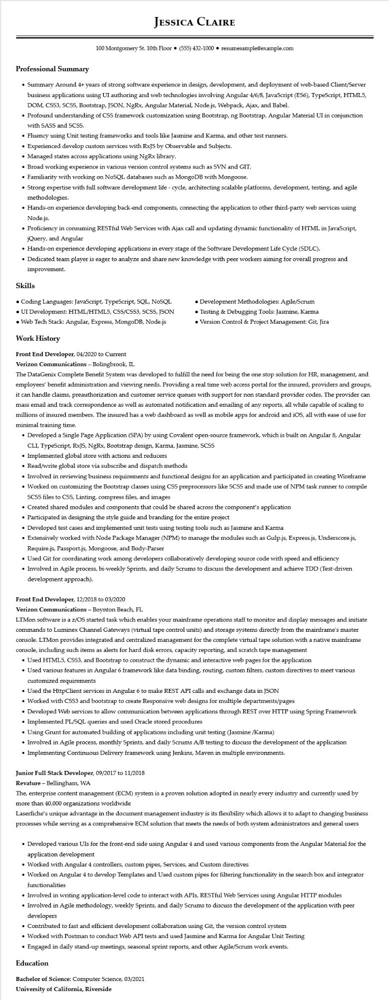 Jessica Claire
100 Montgomery St. 10th Floor ● (555) 432-1000 ● resumesample@example.com
Professional Summary
• Summary Around 4+ years of strong software experience in design, development, and deployment of web-based Client/Server
business applications using UI authoring and web technologies involving Angular 4/6/8, JavaScript (ES6), TypeScript, HTML5,
DOM, CSS3, SCSS, Bootstrap, JSON, NgRx, Angular Material, Node.js, Webpack, Ajax, and Babel.
• Profound understanding of CSS framework customization using Bootstrap, ng Bootstrap, Angular Material UI in conjunction
with SASS and SCSS.
• Fluency using Unit testing frameworks and tools like Jasmine and Karma, and other test runners.
• Experienced develop custom services with RxJS by Observable and Subjects.
• Managed states across applications using NgRx library.
• Broad working experience in various version control systems such as SVN and GIT.
• Familiarity with working on NoSQL databases such as MongoDB with Mongoose.
• Strong expertise with full software development life - cycle, architecting scalable platforms, development, testing, and agile
methodologies.
• Hands-on experience developing back-end components, connecting the application to other third-party web services using
Node.js.
• Proficiency in consuming RESTful Web Services with Ajax call and updating dynamic functionality of HTML in JavaScript,
jQuery, and Angular
• Hands-on experience developing applications in every stage of the Software Development Life Cycle (SDLC).
• Dedicated team player is eager to analyze and share new knowledge with peer workers aiming for overall progress and
improvement.
Skills
● Coding Languages: JavaScript, TypeScript, SQL, NoSQL
● UI Development: HTML/HTML5, CSS/CSS3, SCSS, JSON
● Web Tech Stack: Angular, Express, MongoDB, Node.js
● Development Methodologies: Agile/Scrum
● Testing & Debugging Tools: Jasmine, Karma
● Version Control & Project Management: Git, Jira
Work History
Front End Developer, 04/2020 to Current
Verizon Communications – Bolingbrook, IL
The DataGenix Complete Benefit System was developed to fulfill the need for being the one stop solution for HR, management, and
employees’ benefit administration and viewing needs. Providing a real time web access portal for the insured, providers and groups,
it can handle claims, preauthorization and customer service queues with support for non standard provider codes. The provider can
mass email and track correspondence as well as automated notification and emailing of any reports, all while capable of scaling to
millions of insured members. The insured has a web dashboard as well as mobile apps for android and iOS, all with ease of use for
minimal training time.
• Developed a Single Page Application (SPA) by using Covalent open-source framework, which is built on Angular 8, Angular
CLI, TypeScript, RxJS, NgRx, Bootstrap design, Karma, Jasmine, SCSS
• Implemented global store with actions and reducers
• Read/write global store via subscribe and dispatch methods
• Involved in reviewing business requirements and functional designs for an application and participated in creating Wireframe
• Worked on customizing the Bootstrap classes using CSS preprocessors like SCSS and made use of NPM task runner to compile
SCSS files to CSS, Linting, compress files, and images
• Created shared modules and components that could be shared across the component’s application
• Participated in designing the style guide and branding for the entire project
• Developed test cases and implemented unit tests using testing tools such as Jasmine and Karma
• Extensively worked with Node Package Manager (NPM) to manage the modules such as Gulp.js, Express.js, Underscore.js,
Require.js, Passport.js, Mongoose, and Body-Parser
• Used Git for coordinating work among developers collaboratively developing source code with speed and efficiency
• Involved in Agile process, bi-weekly Sprints, and daily Scrums to discuss the development and achieve TDD (Test-driven
development approach).
Front End Developer, 12/2018 to 03/2020
Verizon Communications – Boynton Beach, FL
LTMon software is a z/OS started task which enables your mainframe operations staff to monitor and display messages and initiate
commands to Luminex Channel Gateways (virtual tape control units) and storage systems directly from the mainframe's master
console. LTMon provides integrated and centralized management for the complete virtual tape solution with a native mainframe
console, including such items as alerts for hard disk errors, capacity reporting, and scratch tape management
• Used HTML5, CSS3, and Bootstrap to construct the dynamic and interactive web pages for the application
• Used various features in Angular 6 framework like data binding, routing, custom filters, custom directives to meet various
customized requirements
• Used the HttpClient services in Angular 6 to make REST API calls and exchange data in JSON
• Worked with CSS3 and bootstrap to create Responsive web designs for multiple departments/pages
• Developed Web services to allow communication between applications through REST over HTTP using Spring Framework
• Implemented PL/SQL queries and used Oracle stored procedures
• Using Grunt for automated building of applications including unit testing (Jasmine /Karma)
• Involved in Agile process, monthly Sprints, and daily Scrums A/B testing to discuss the development of the application
• Implementing Continuous Delivery framework using Jenkins, Maven in multiple environments.
Junior Full Stack Developer, 09/2017 to 11/2018
Revature – Bellingham, WA
The, enterprise content management (ECM) system is a proven solution adopted in nearly every industry and currently used by
more than 40,000 organizations worldwide
Laserfiche’s unique advantage in the document management industry is its flexibility which allows it to adapt to changing business
processes while serving as a comprehensive ECM solution that meets the needs of both system administrators and general users
• Developed various UIs for the front-end side using Angular 4 and used various components from the Angular Material for the
application development
• Worked with Angular 4 controllers, custom pipes, Services, and Custom directives
• Worked on Angular 4 to develop Templates and Used custom pipes for filtering functionality in the search box and integrator
functionalities
• Involved in writing application-level code to interact with APIs, RESTful Web Services using Angular HTTP modules
• Involved in Agile methodology, weekly Sprints, and daily Scrums to discuss the development of the application with peer
developers
• Contributed to fast and efficient development collaboration using Git, the version control system
• Worked with Postman to conduct Web API tests and used Jasmine and Karma for Angular Unit Testing
• Engaged in daily stand-up meetings, seasonal sprint reports, and other Agile/Scrum work events.
Education
Bachelor of Science: Computer Science, 03/2021
University of California, Riverside